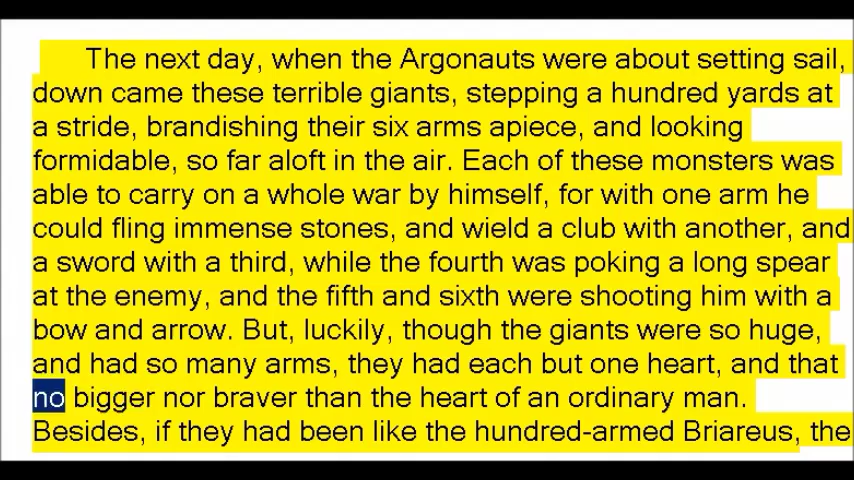 The next day, when the Argonauts were about setting sail,
down came these terrible giants, stepping a hundred yards at
a stride, brandishing their six arms apiece, and looking
formidable, so far aloft in the air. Each of these monsters was
able to carry on a whole war by himself, for with one arm he
could fling immense stones, and wield a club with another, and
a sword with a third, while the fourth was poking a long spear
at the enemy, and the fifth and sixth were shooting him with a
bow and arrow. But, luckily, though the giants were so huge,
and had so many arms, they had each but one heart, and that
no bigger nor braver than the heart of an ordinary man.
Besides, if they had been like the hundred-armed Briareus, the